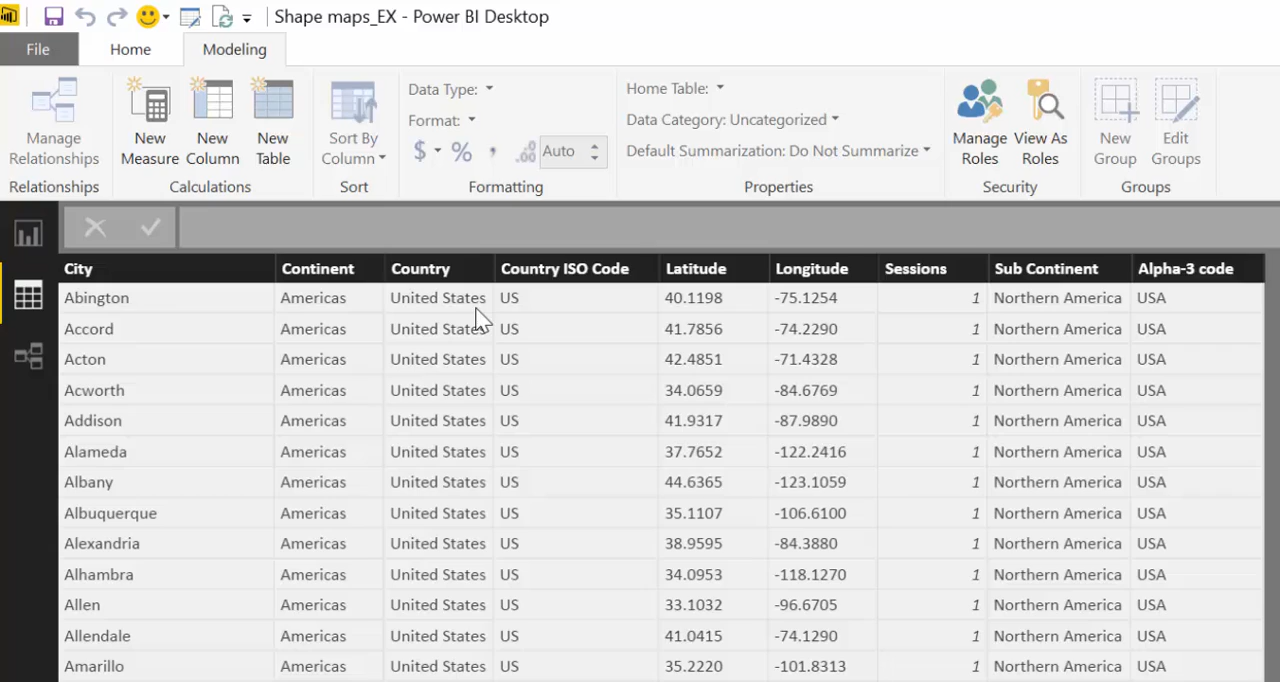 Shape maps_EX - Power BI Desktop
File Home Modeling
Manage Relationships
New Measure
New Column
New Table
Sort By Column
Data Type:
Format:
$ % , .00 Auto
Home Table:
Data Category: Uncategorized
Default Summarization: Do Not Summarize
Manage Roles
View As Roles
New Group
Edit Groups
Relationships Calculations Sort Formatting Properties Security Groups
City Continent Country Country ISO Code Latitude Longitude Sessions Sub Continent Alpha-3 code
Abington Americas United States US 40.1198 -75.1254 1 Northern America USA
Accord Americas United States US 41.7856 -74.2290 1 Northern America USA
Acton Americas United States US 42.4851 -71.4328 1 Northern America USA
Acworth Americas United States US 34.0659 -84.6769 1 Northern America USA
Addison Americas United States US 41.9317 -87.9890 1 Northern America USA
Alameda Americas United States US 37.7652 -122.2416 1 Northern America USA
Albany Americas United States US 44.6365 -123.1059 1 Northern America USA
Albuquerque Americas United States US 35.1107 -106.6100 1 Northern America USA
Alexandria Americas United States US 38.9595 -84.3880 1 Northern America USA
Alhambra Americas United States US 34.0953 -118.1270 1 Northern America USA
Allen Americas United States US 33.1032 -96.6705 1 Northern America USA
Allendale Americas United States US 41.0415 -74.1290 1 Northern America USA
Amarillo Americas United States US 35.2220 -101.8313 1 Northern America USA